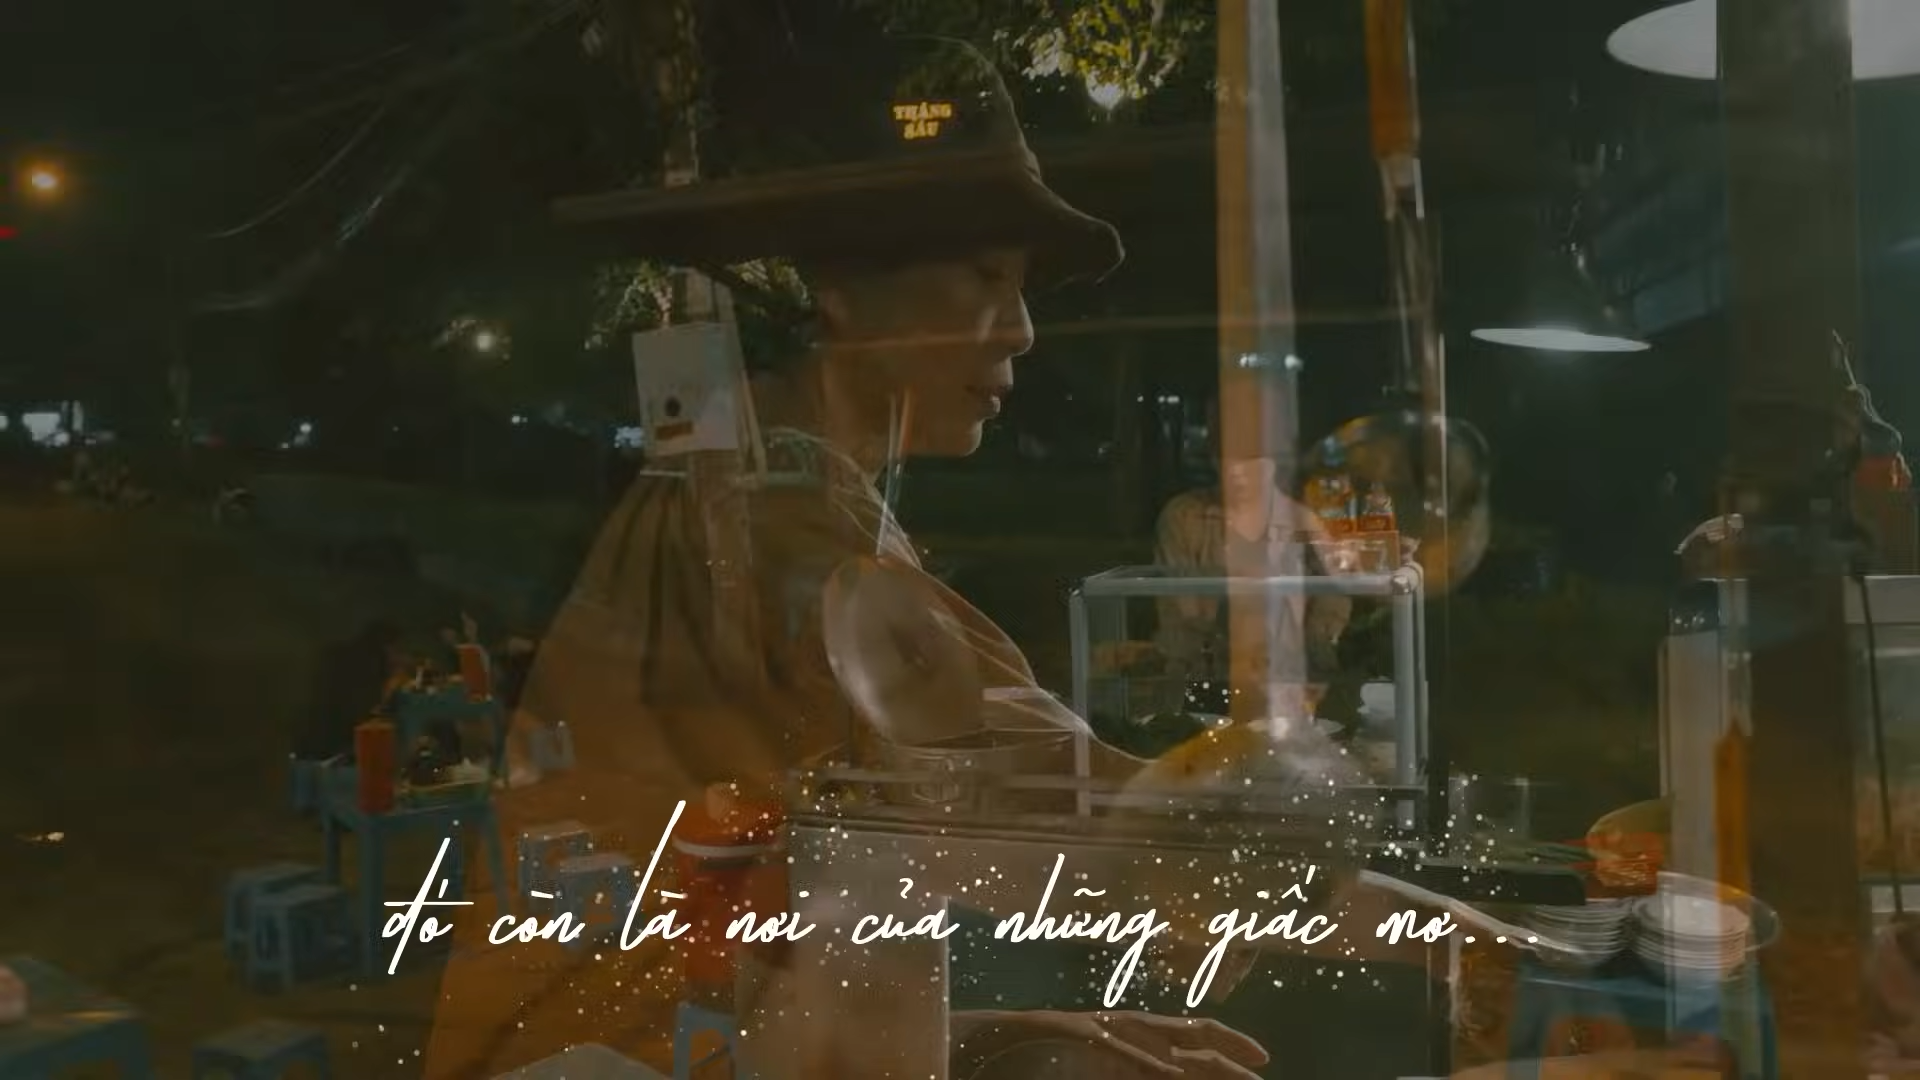 THÁNG
SÁU
đó còn là nơi của những giấc mơ...